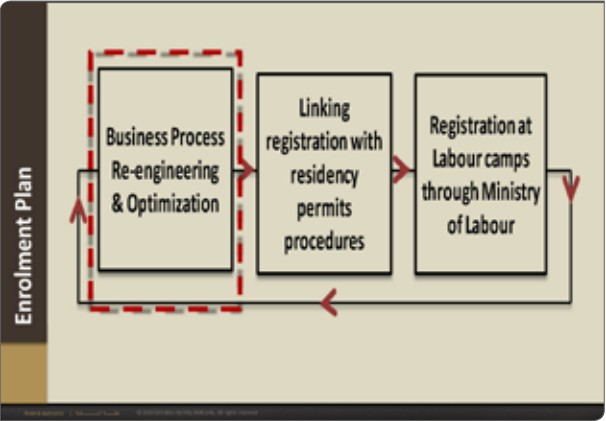 Enrolment Plan
Business Process
Re-engineering
& Optimization
Linking
registration with
residency
permits
procedures
Registration at
Labour camps
through Ministry
of Labour